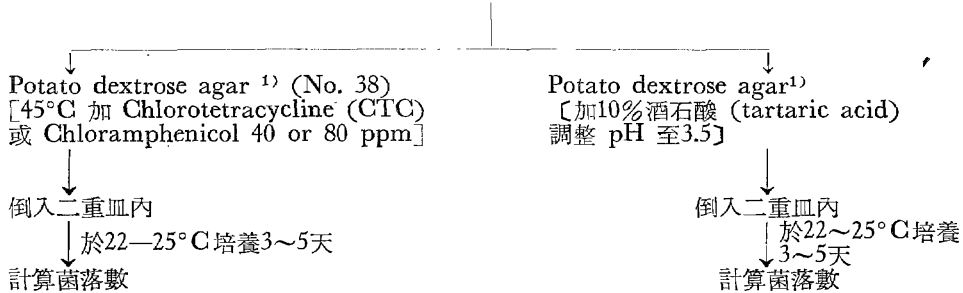 Potato dextrose agar 1) (No. 38)
[45°C 加 Chlorotetracycline (CTC)
或 Chloramphenicol 40 or 80 ppm]
倒入二重皿內
於22—25°C培養3~5天
計算菌落數
Potato dextrose agar1)
〔加10%酒石酸 (tartaric acid)
調整 pH 至3.5〕
倒入二重皿內
於22~25°C培養
3~5天
計算菌落數